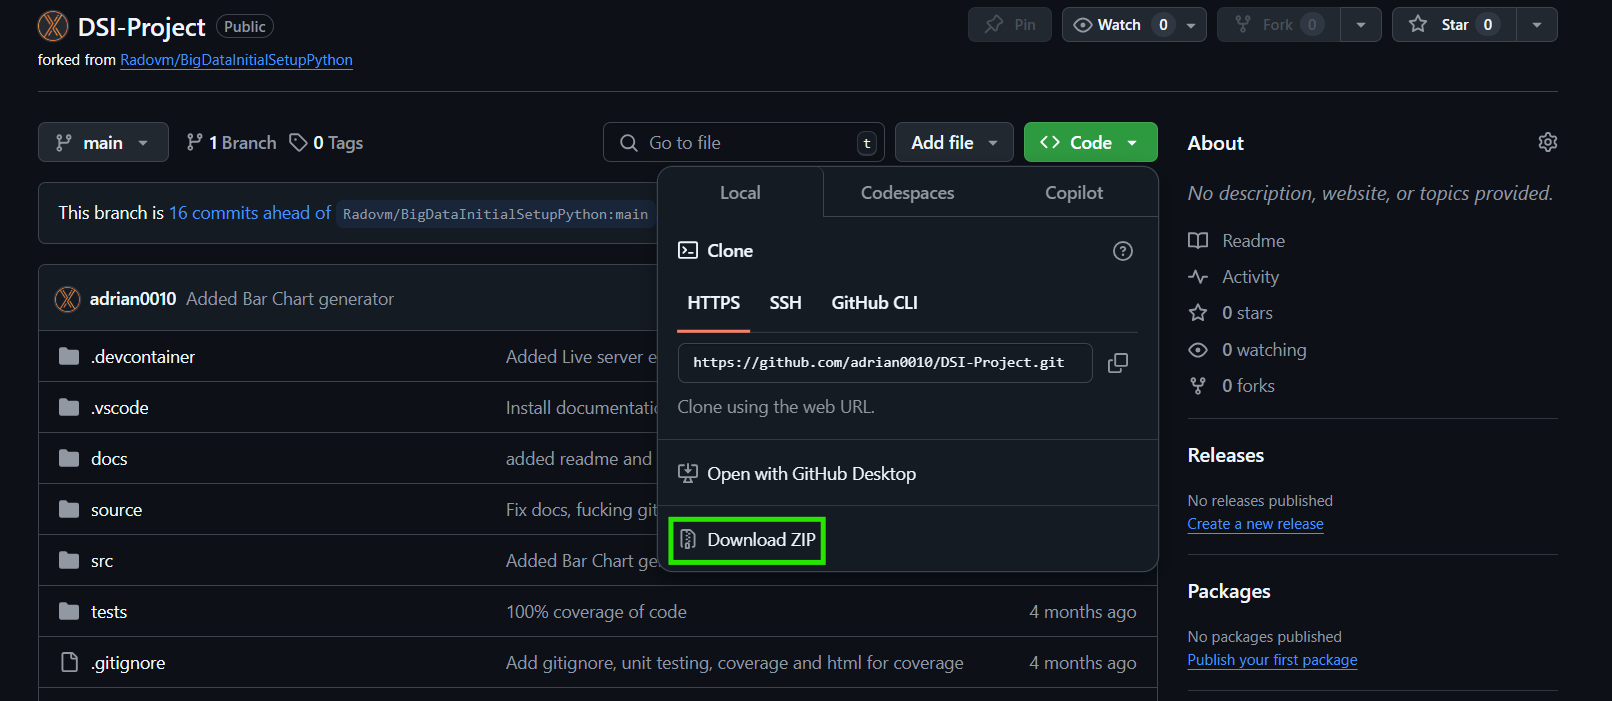 DSI-Project Public
Pin
Watch 0
Fork 0
Star 0
forked from Radovm/BigDataInitialSetupPython
main
1 Branch
0 Tags
Go to file
t
Add file
Code
This branch is 16 commits ahead of Radovm/BigDataInitialSetupPython:main
adrian0010 Added Bar Chart generator
.devcontainer Added Live server e
.vscode Install documentati
docs added readme and
source Fix docs, fucking git
src Added Bar Chart ge
tests 100% coverage of code 4 months ago
.gitignore Add gitignore, unit testing, coverage and html for coverage 4 months ago
Local Codespaces Copilot
Clone
HTTPS SSH GitHub CLI
https://github.com/adrian0010/DSI-Project.git
Clone using the web URL.
Open with GitHub Desktop
Download ZIP
About
No description, website, or topics provided.
Readme
Activity
0 stars
0 watching
0 forks
Releases
No releases published
Create a new release
Packages
No packages published
Publish your first package